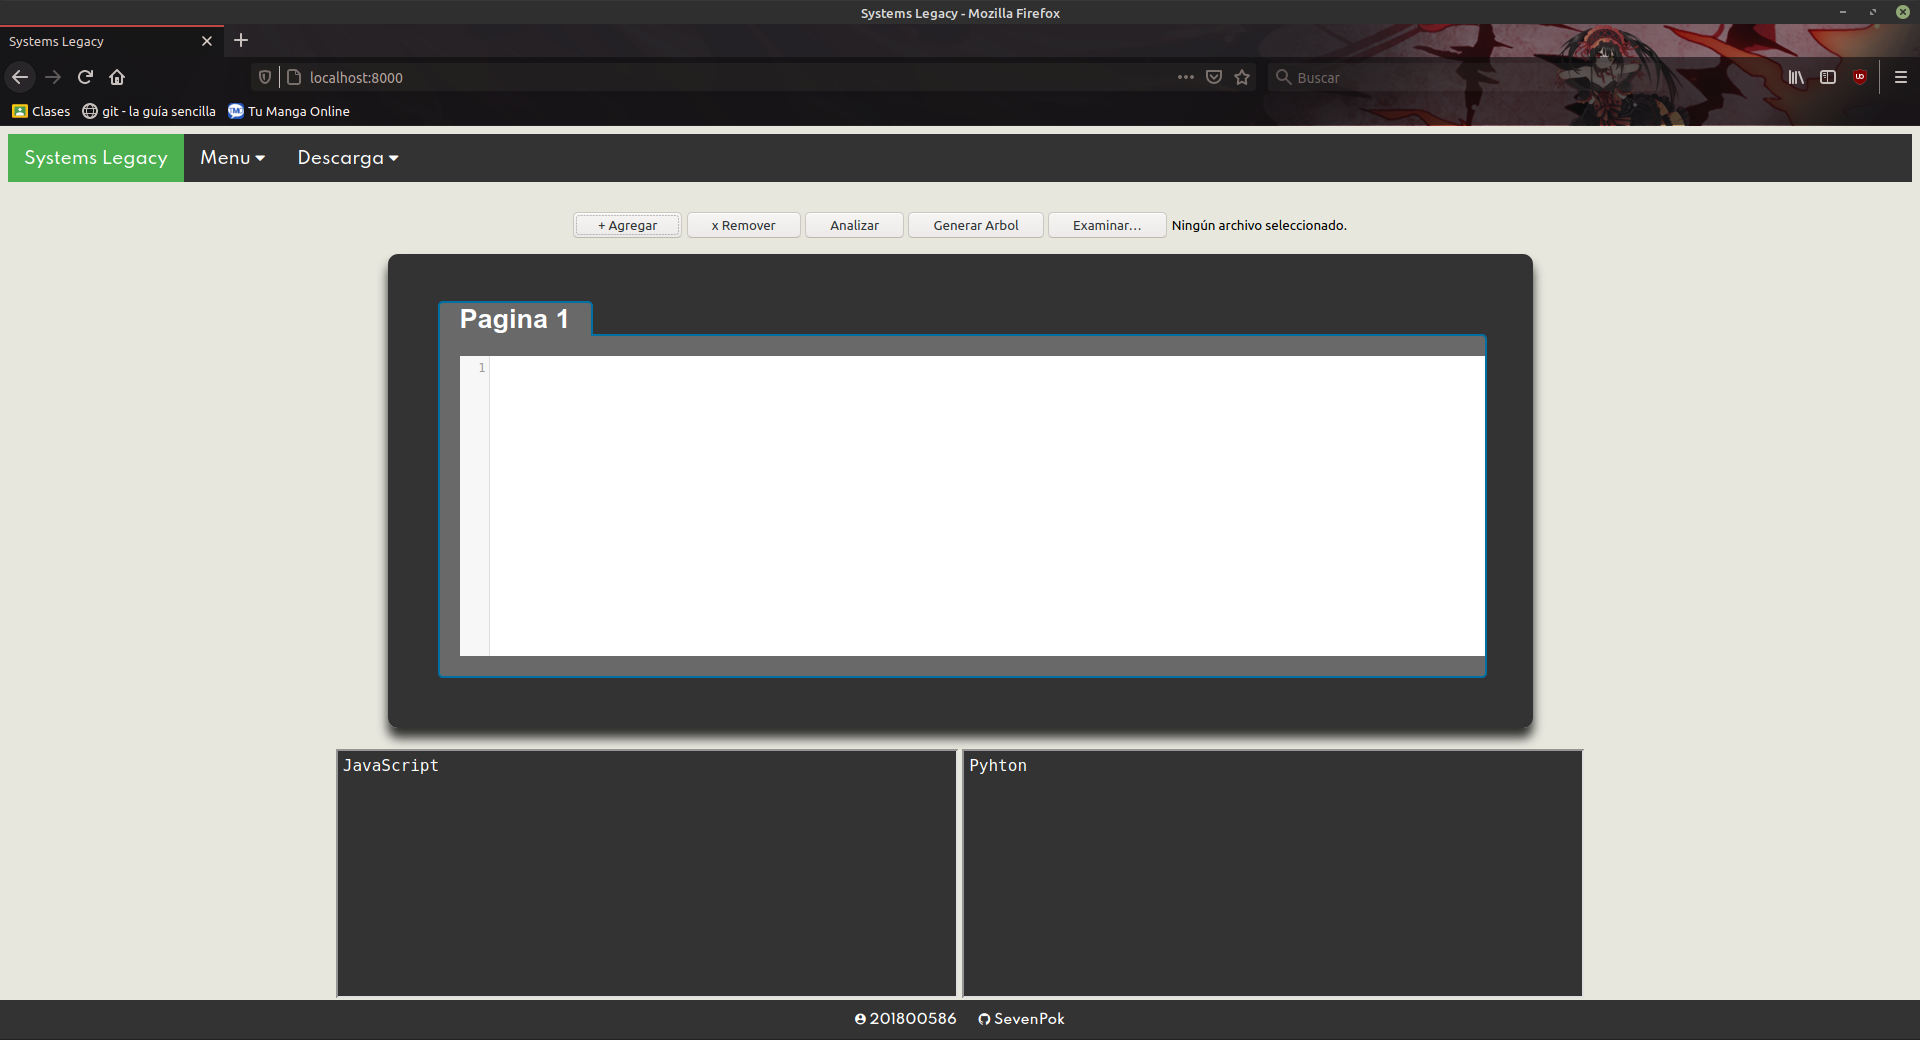 Systems Legacy - Mozilla Firefox
Systems Legacy
localhost:8000
Buscar
Clases
git - la guía sencilla
Tu Manga Online
Systems Legacy
Menu
Descarga
+ Agregar
x Remover
Analizar
Generar Arbol
Examinar...
Ningún archivo seleccionado.
Pagina 1
1
JavaScript
Pyhton
201800586
SevenPok